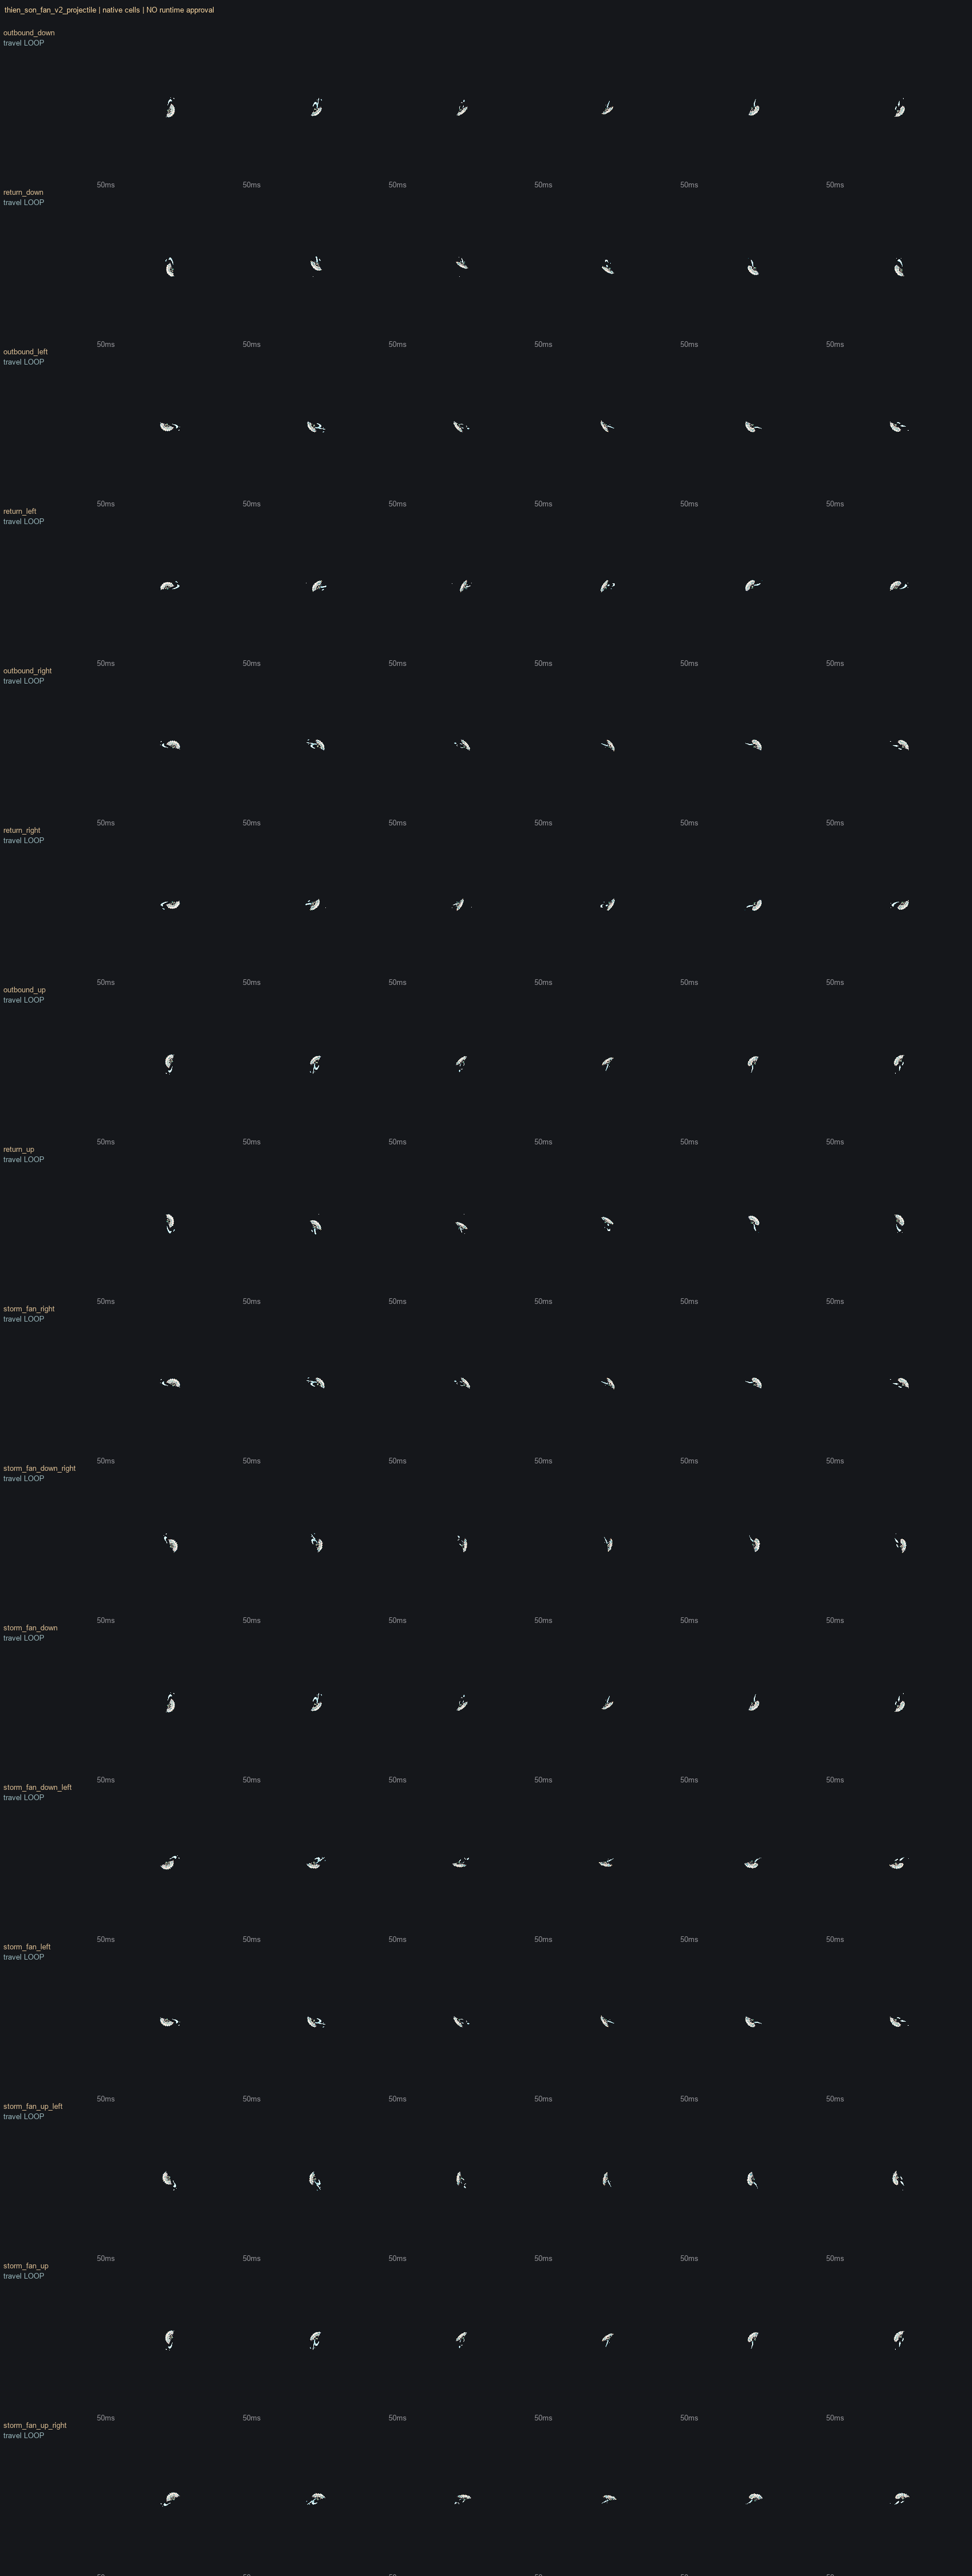 thien_son_fan_v2_projectile | native cells | NO runtime approval
outbound_down
travel LOOP
50ms 50ms 50ms 50ms 50ms 50ms
return_down
travel LOOP
50ms 50ms 50ms 50ms 50ms 50ms
outbound_left
travel LOOP
50ms 50ms 50ms 50ms 50ms 50ms
return_left
travel LOOP
50ms 50ms 50ms 50ms 50ms 50ms
outbound_right
travel LOOP
50ms 50ms 50ms 50ms 50ms 50ms
return_right
travel LOOP
50ms 50ms 50ms 50ms 50ms 50ms
outbound_up
travel LOOP
50ms 50ms 50ms 50ms 50ms 50ms
return_up
travel LOOP
50ms 50ms 50ms 50ms 50ms 50ms
storm_fan_right
travel LOOP
50ms 50ms 50ms 50ms 50ms 50ms
storm_fan_down_right
travel LOOP
50ms 50ms 50ms 50ms 50ms 50ms
storm_fan_down
travel LOOP
50ms 50ms 50ms 50ms 50ms 50ms
storm_fan_down_left
travel LOOP
50ms 50ms 50ms 50ms 50ms 50ms
storm_fan_left
travel LOOP
50ms 50ms 50ms 50ms 50ms 50ms
storm_fan_up_left
travel LOOP
50ms 50ms 50ms 50ms 50ms 50ms
storm_fan_up
travel LOOP
50ms 50ms 50ms 50ms 50ms 50ms
storm_fan_up_right
travel LOOP